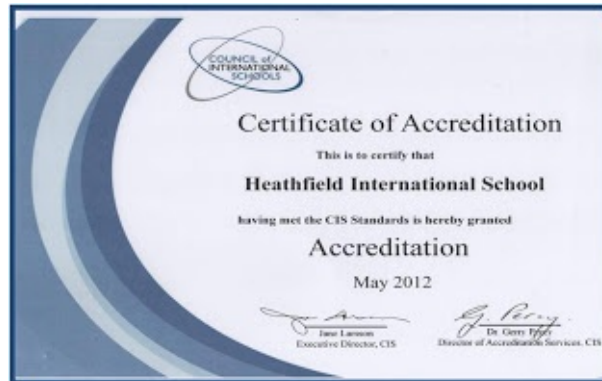 COUNCIL of
INTERNATIONAL
SCHOOLS
Certificate of Accreditation
This is to certify that
Heathfield International School
having met the CIS Standards is hereby granted
Accreditation
May 2012
G. Percy
Jane Larsson
Dr. Gerry Percy
Executive Director, CIS
Director of Accreditation Services, CIS